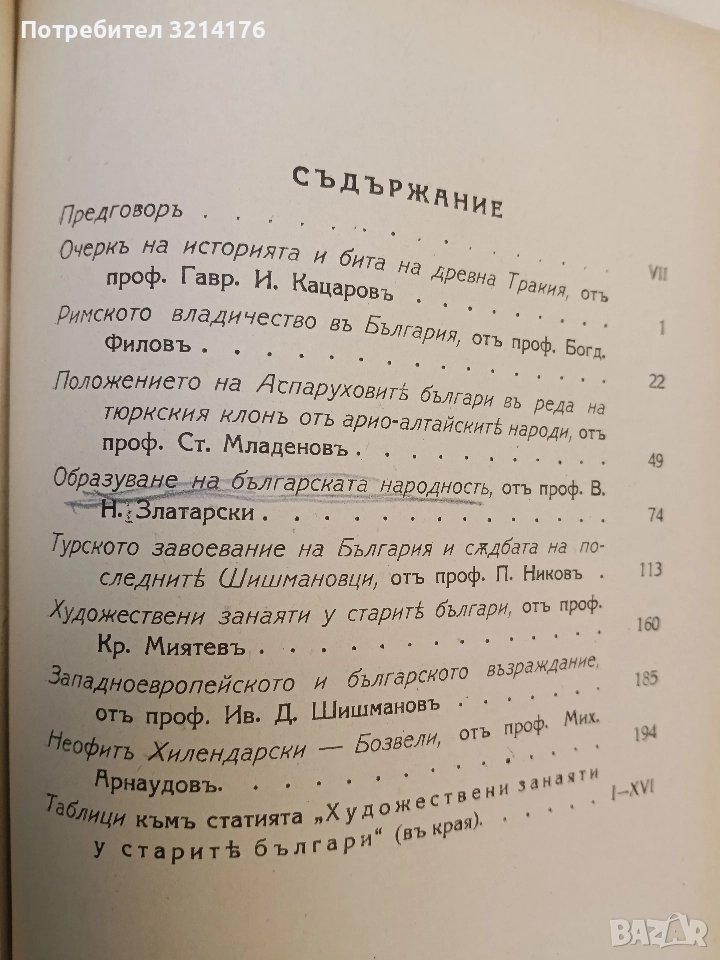 Потребител 3214176
СЪДЪРЖАНИЕ
Предговоръ . . . . . . . . . . . . . VII
Очеркъ на историята и бита на древна Тракия, отъ
проф. Гавр. И. Кацаровъ . . . . . . . . 1
Римското владичество въ България, отъ проф. Богд.
Филовъ . . . . . . . . . . . . . . 22
Положението на Аспаруховитѣ българи въ реда на
тюркския клонъ отъ арио-алтайскитѣ народи, отъ
проф. Ст. Младеновъ . . . . . . . . . 49
Образуване на българската народность, отъ проф. В.
Н. Златарски . . . . . . . . . . . . 74
Турското завоевание на България и сѫдбата на по-
следнитѣ Шишмановци, отъ проф. П. Никовъ . 113
Художествени занаяти у старитѣ българи, отъ проф.
Кр. Миятевъ . . . . . . . . . . . . 160
Западноевропейското и българското възраждане,
отъ проф. Ив. Д. Шишмановъ . . . . . . 185
Неофитъ Хилендарски — Бозвели, отъ проф. Мих.
Арнаудовъ. . . . . . . . . . . . . 194
Таблици къмъ статията „Художествени занаяти
у старитѣ българи“ (въ края). . . . . . I—XVI
BAZAR